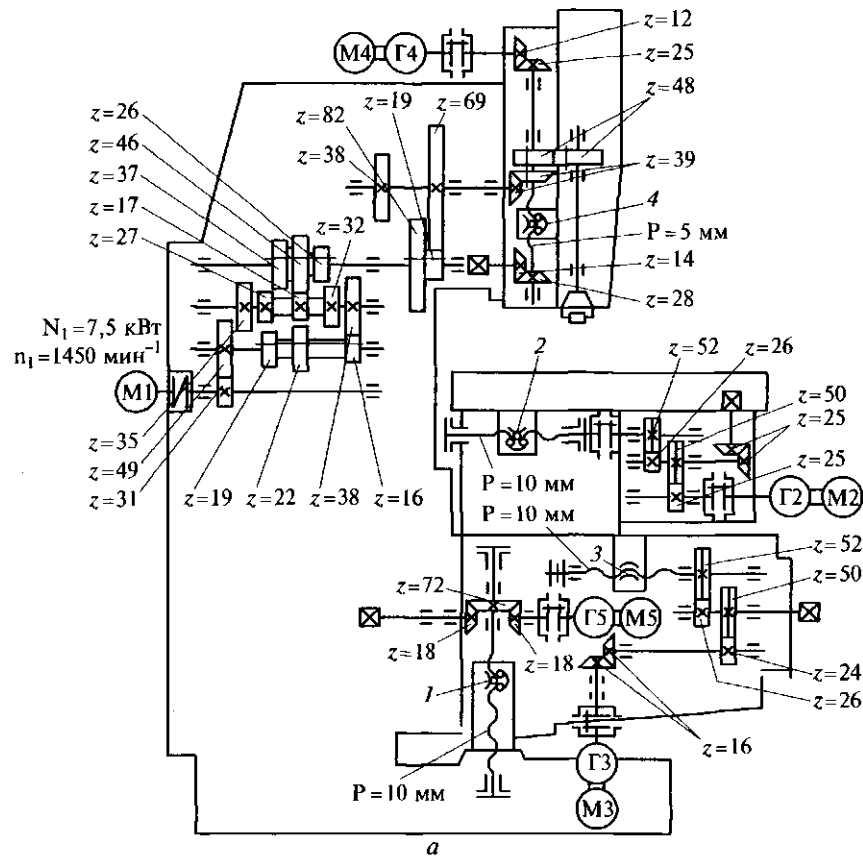 z=12
M4 Г4
z=25
z=26
z=19
z=69
z=82
z=48
z=46
z=38
z=37
z=39
z=17
z=32
4
z=27
P=5 мм
z=14
N₁=7,5 кВт
z=28
n₁=1450 мин⁻¹
z=52
z=26
2
M1
z=50
z=35
z=25
z=49
z=25
z=31
z=19
z=22
z=38
z=16
P=10 мм
Г2 M2
P=10 мм
z=52
3
z=72
z=50
Г5 M5
z=18
z=18
z=24
1
z=26
z=16
P=10 мм
Г3
M3
а